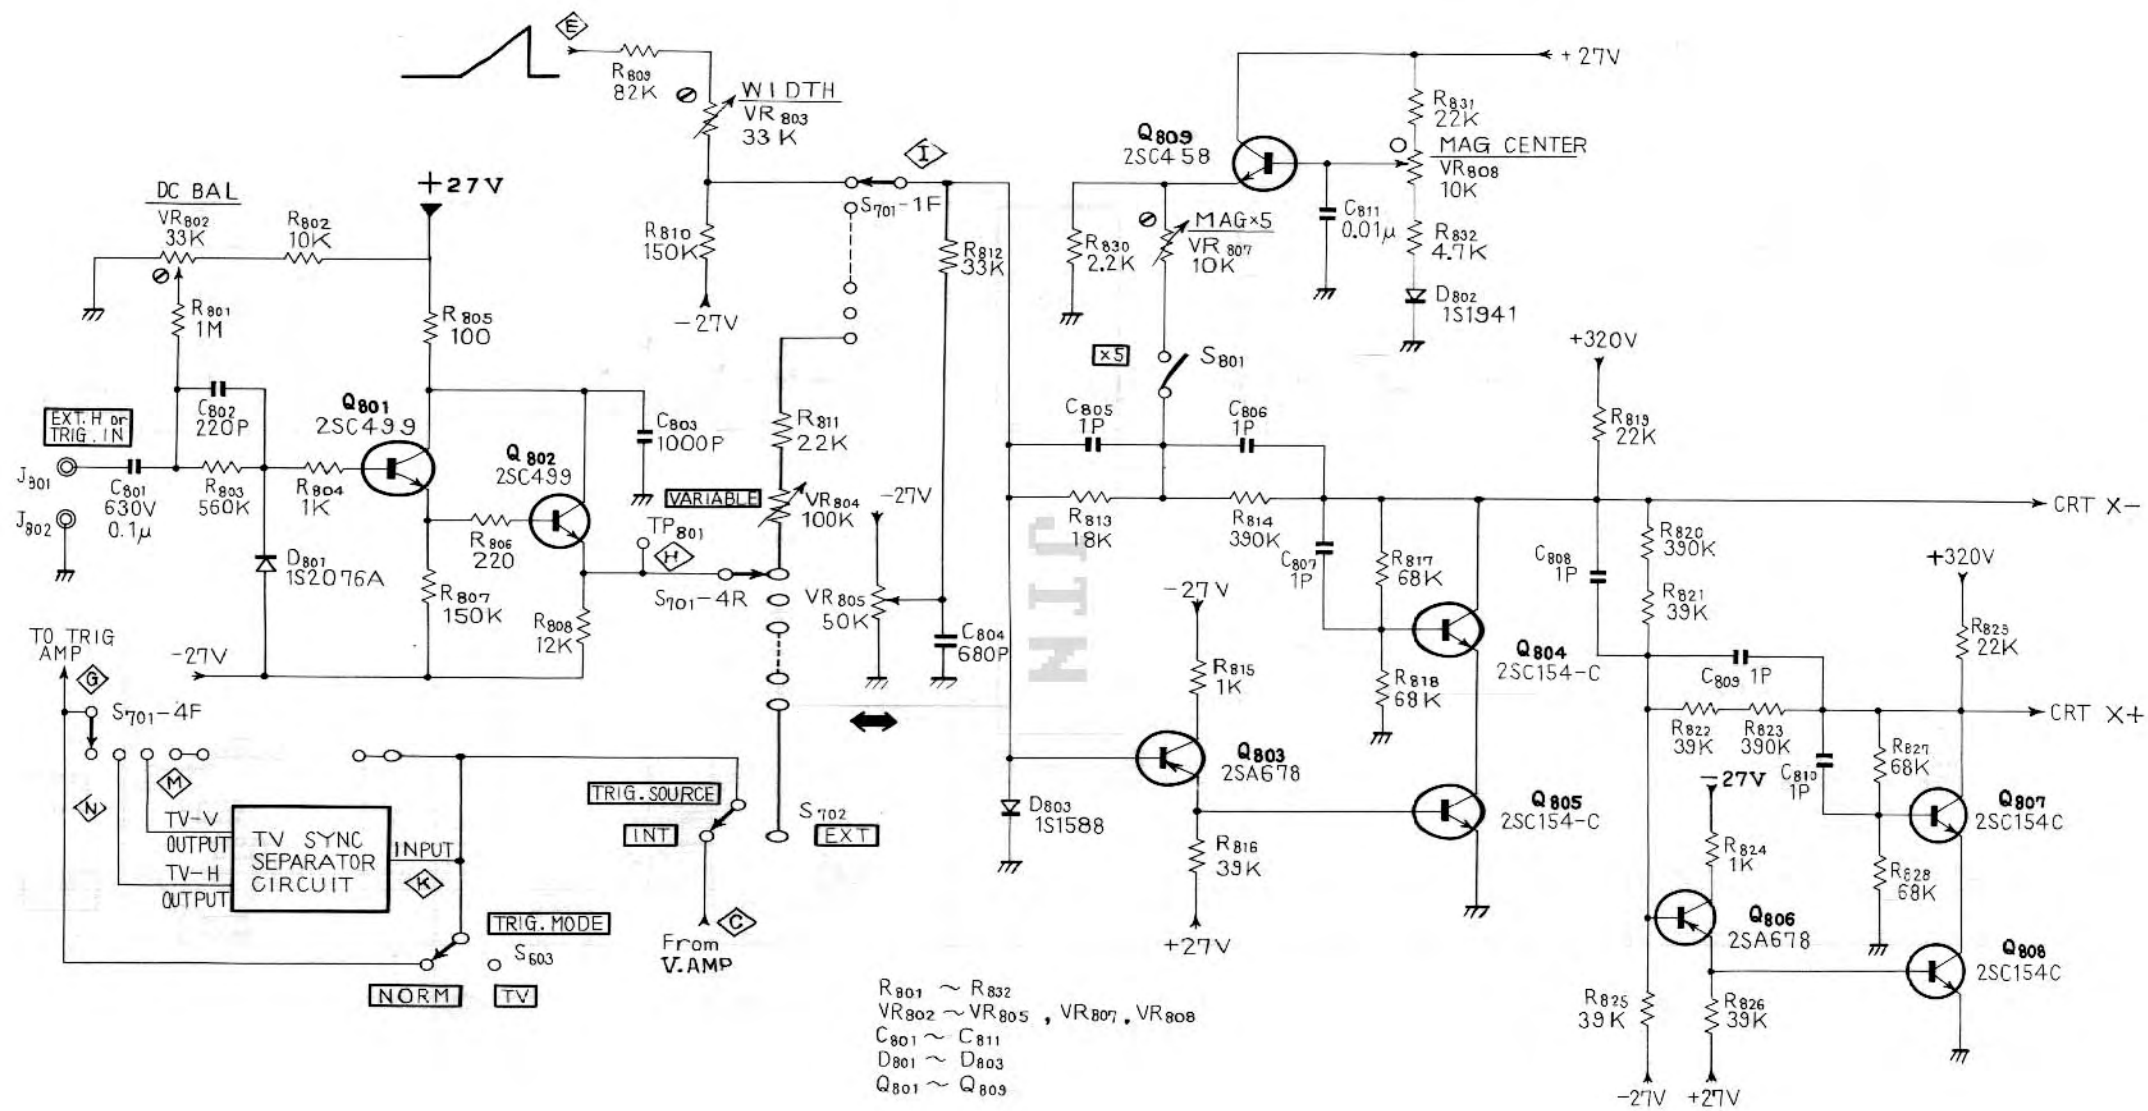 E
R809
82K
WIDTH
VR803
33K
+27V
R831
22K
Q809
2SC458
MAG CENTER
VR808
10K
I
+27V
DC BAL
VR802
33K
R802
10K
S701-1F
R810
150K
-27V
R812
33K
R830
2.2K
MAG×5
VR807
10K
C811
0.01μ
R832
4.7K
D802
1S1941
R801
1M
R805
100
×5
S801
+320V
C802
220P
Q801
2SC499
EXT.H or
TRIG.IN
J801
J802
C801
630V
0.1μ
R803
560K
R804
1K
Q802
2SC499
C803
1000P
R811
22K
VARIABLE
VR804
100K
-27V
C805
1P
C806
1P
R819
22K
CRT X-
R813
18K
R814
390K
JTIN
D801
1S2076A
R806
220
TP801
H
S701-4R
R807
150K
R808
12K
VR805
50K
C804
680P
C807
1P
R817
68K
C808
1P
R820
390K
R821
39K
+320V
-27V
R815
1K
R818
68K
Q804
2SC154-C
R829
22K
C809 1P
CRT X+
R822
39K
R823
390K
TO TRIG
AMP
-27V
G
S701-4F
M
N
TV-V
OUTPUT
TV-H
OUTPUT
TV SYNC
SEPARATOR
CIRCUIT
INPUT
K
TRIG.SOURCE
INT
S702
EXT
C
From
V.AMP
TRIG.MODE
S603
NORM
TV
Q803
2SA678
D803
1S1588
R816
39K
+27V
Q805
2SC154-C
-27V
C810
1P
R827
68K
Q807
2SC154C
R824
1K
R828
68K
Q806
2SA678
Q808
2SC154C
R825
39K
R826
39K
-27V
+27V
R801 ~ R832
VR802 ~ VR805 , VR807 , VR808
C801 ~ C811
D801 ~ D803
Q801 ~ Q809